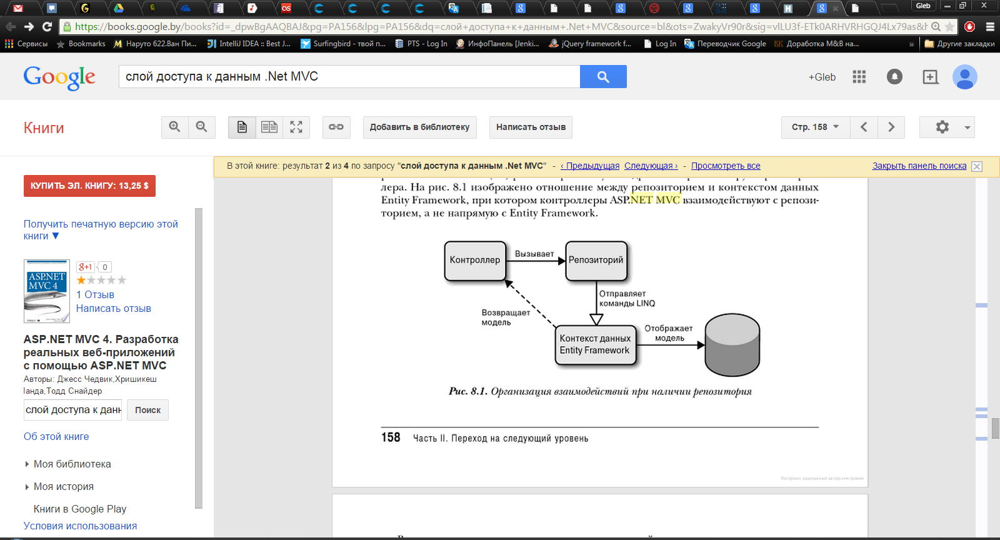 Gleb
https://books.google.by/books?id=_dpwBgAAQBAJ&pg=PA156&lpg=PA156&dq=слой+доступа+к+данным+.Net+MVC&source=bl&ots=ZwakyVr90r&sig=vlLU3f-ETk0ARHVRHGQJ4Lx79as&h
Сервисы
Bookmarks
Наруто 622.Ван Пи...
IntelliJ IDEA :: Best J...
Surfingbird - твой п...
PTS - Log In
ИнфоПанель [Jenki...
jQuery framework f...
Log In
Переводчик Google
Доработка M&B на...
»
Другие закладки
Google
слой доступа к данным .Net MVC
+Gleb
Книги
Добавить в библиотеку
Написать отзыв
Стр. 158
В этой книге: результат 2 из 4 по запросу "слой доступа к данным .Net MVC" - ‹ Предыдущая Следующая › - Просмотреть все
Закрыть панель поиска
КУПИТЬ ЭЛ. КНИГУ: 13,25 $
Получить печатную версию этой
книги ▼
ASP.NET
MVC 4
g+1 0
1 Отзыв
Написать отзыв
ASP.NET MVC 4. Разработка
реальных веб-приложений
с помощью ASP.NET MVC
Авторы: Джесс Чедвик,Хришикеш
Панда,Тодд Снайдер
слой доступа к данн
Поиск
Об этой книге
Моя библиотека
Моя история
Книги в Google Play
Условия использования
лера. На рис. 8.1 изображено отношение между репозиторием и контекстом данных
Entity Framework, при котором контроллеры ASP.NET MVC взаимодействуют с репози-
торием, а не напрямую с Entity Framework.
Контроллер
Вызывает
Репозиторий
Отправляет
команды LINQ
Возвращает
модель
Контекст данных
Entity Framework
Отображает
модель
Рис. 8.1. Организация взаимодействий при наличии репозитория
158 Часть II. Переход на следующий уровень
Материал, защищенный авторским правом